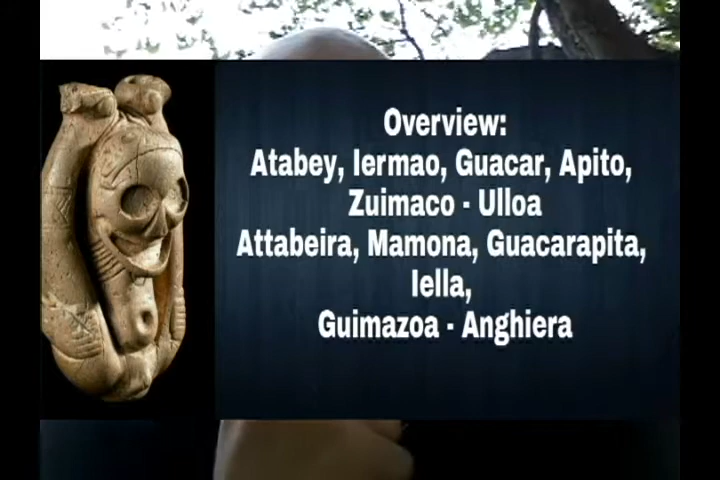 Overview:
Atabey, Iermao, Guacar, Apito,
Zuimaco - Ulloa
Attabeira, Mamona, Guacarapita,
Iella,
Guimazoa - Anghiera